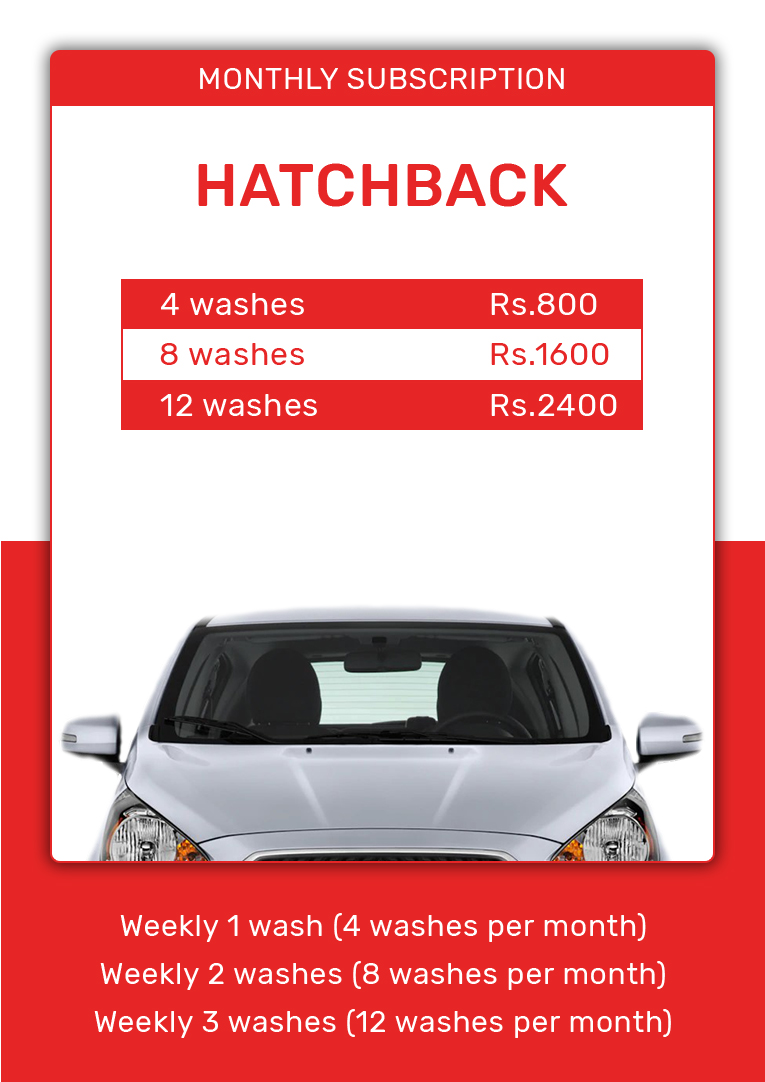 MONTHLY SUBSCRIPTION
HATCHBACK
4 washes Rs.800
8 washes Rs.1600
12 washes Rs.2400
Weekly 1 wash (4 washes per month)
Weekly 2 washes (8 washes per month)
Weekly 3 washes (12 washes per month)